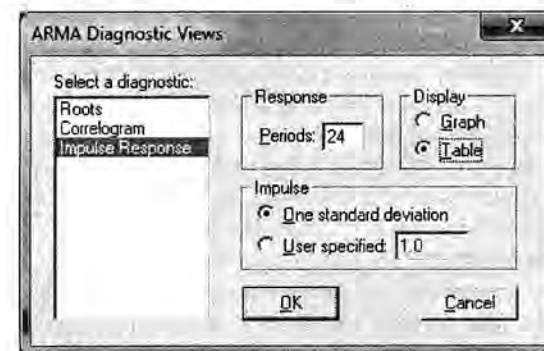 ARMA Diagnostic Views
Select a diagnostic:
Roots
Correlogram
Impulse Response
Response
Periods: 24
Display
Graph
Table
Impulse
One standard deviation
User specified: 1.0
OK
Cancel